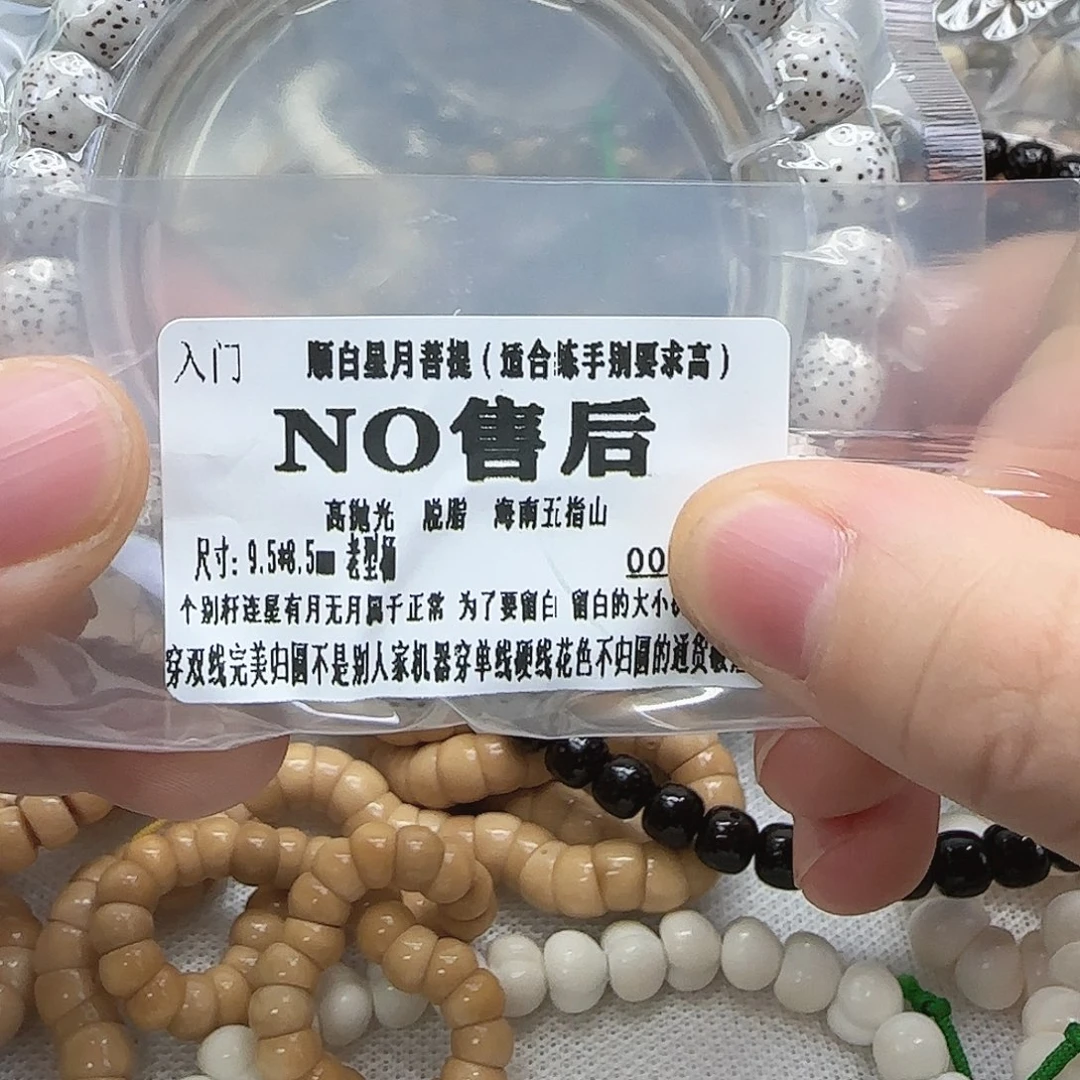 入门 顺白星月菩提（适合练手别要求高）
NO售后
高抛光 脱脂 海南五指山
尺寸：9.5*8.5mm 老型桶 00
个别籽连星有月无月属于正常 为了要留白 留白的大小
穿双线完美归圆不是别人家机器穿单线硬线花色不归圆的通货